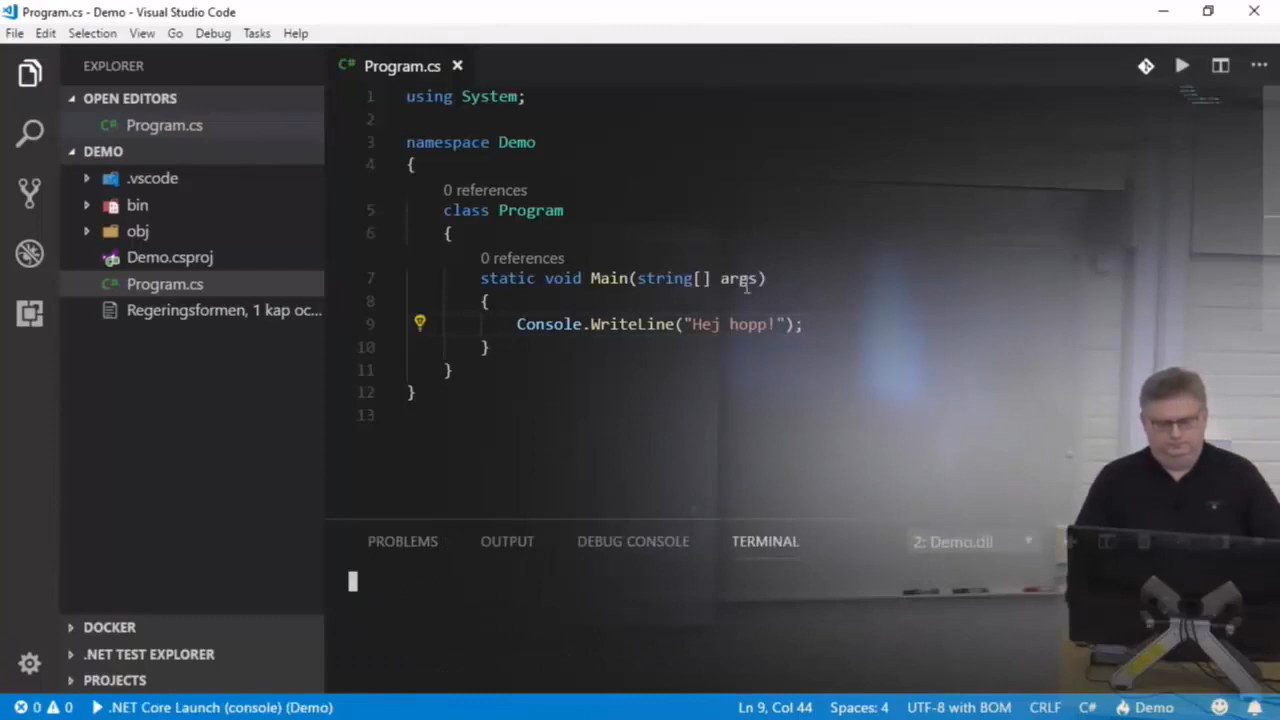 Program.cs - Demo - Visual Studio Code
File Edit Selection View Go Debug Tasks Help
EXPLORER
OPEN EDITORS
Program.cs
DEMO
.vscode
bin
obj
Demo.csproj
Program.cs
Regeringsformen, 1 kap oc...
DOCKER
.NET TEST EXPLORER
PROJECTS
Program.cs
1 using System;
2
3 namespace Demo
4 {
0 references
5 class Program
6 {
0 references
7 static void Main(string[] args)
8 {
9 Console.WriteLine("Hej hopp!");
10 }
11 }
12 }
13
PROBLEMS OUTPUT DEBUG CONSOLE TERMINAL 2: Demo.dll
0 0 .NET Core Launch (console) (Demo) Ln 9, Col 44 Spaces: 4 UTF-8 with BOM CRLF C# Demo